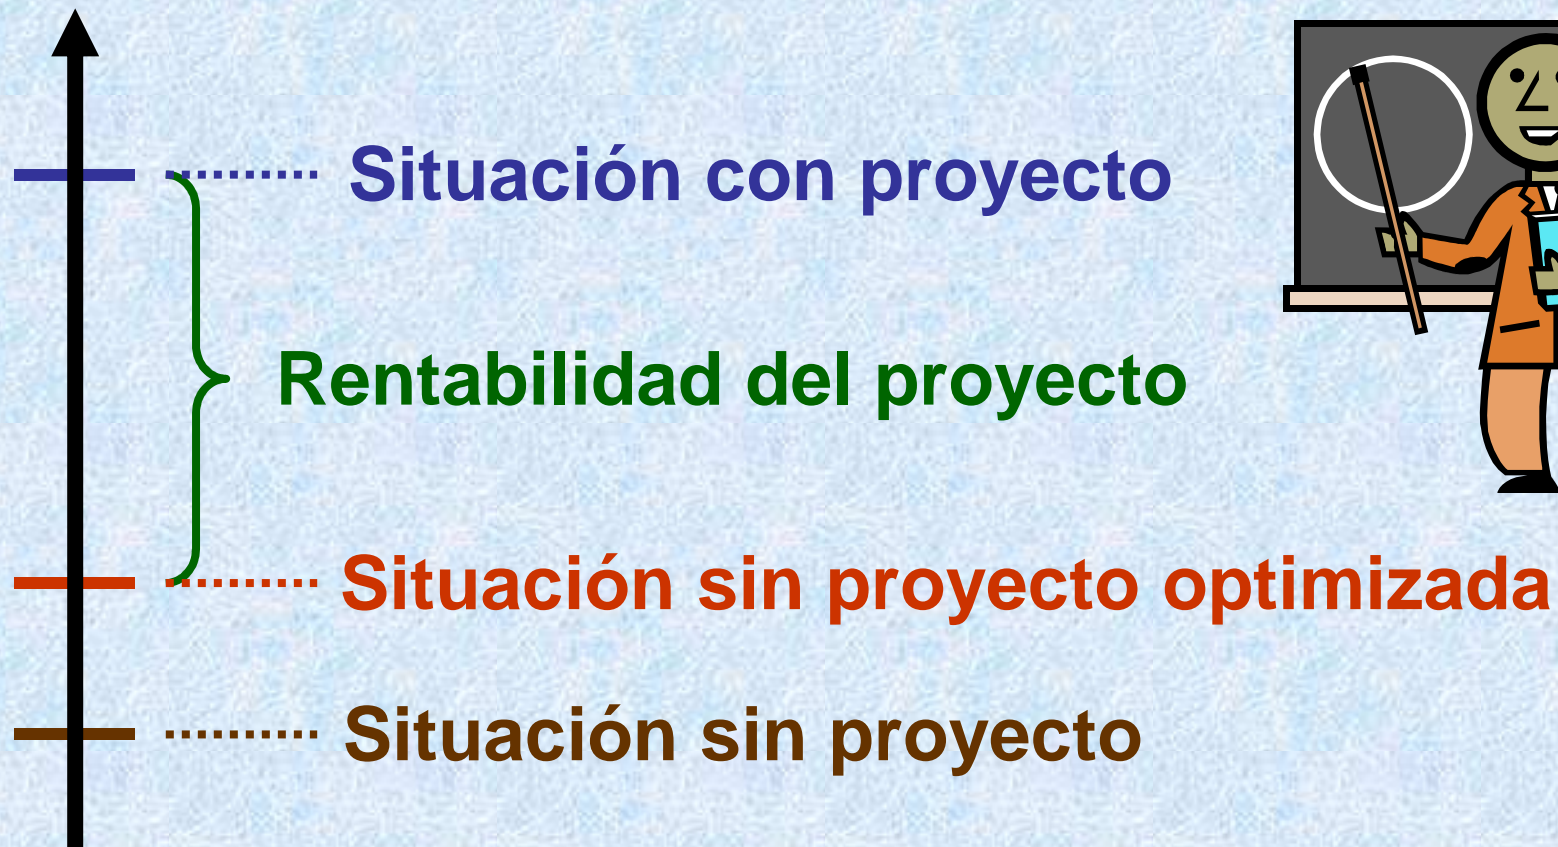 Situación con proyecto
Rentabilidad del proyecto
Situación sin proyecto optimizada
Situación sin proyecto